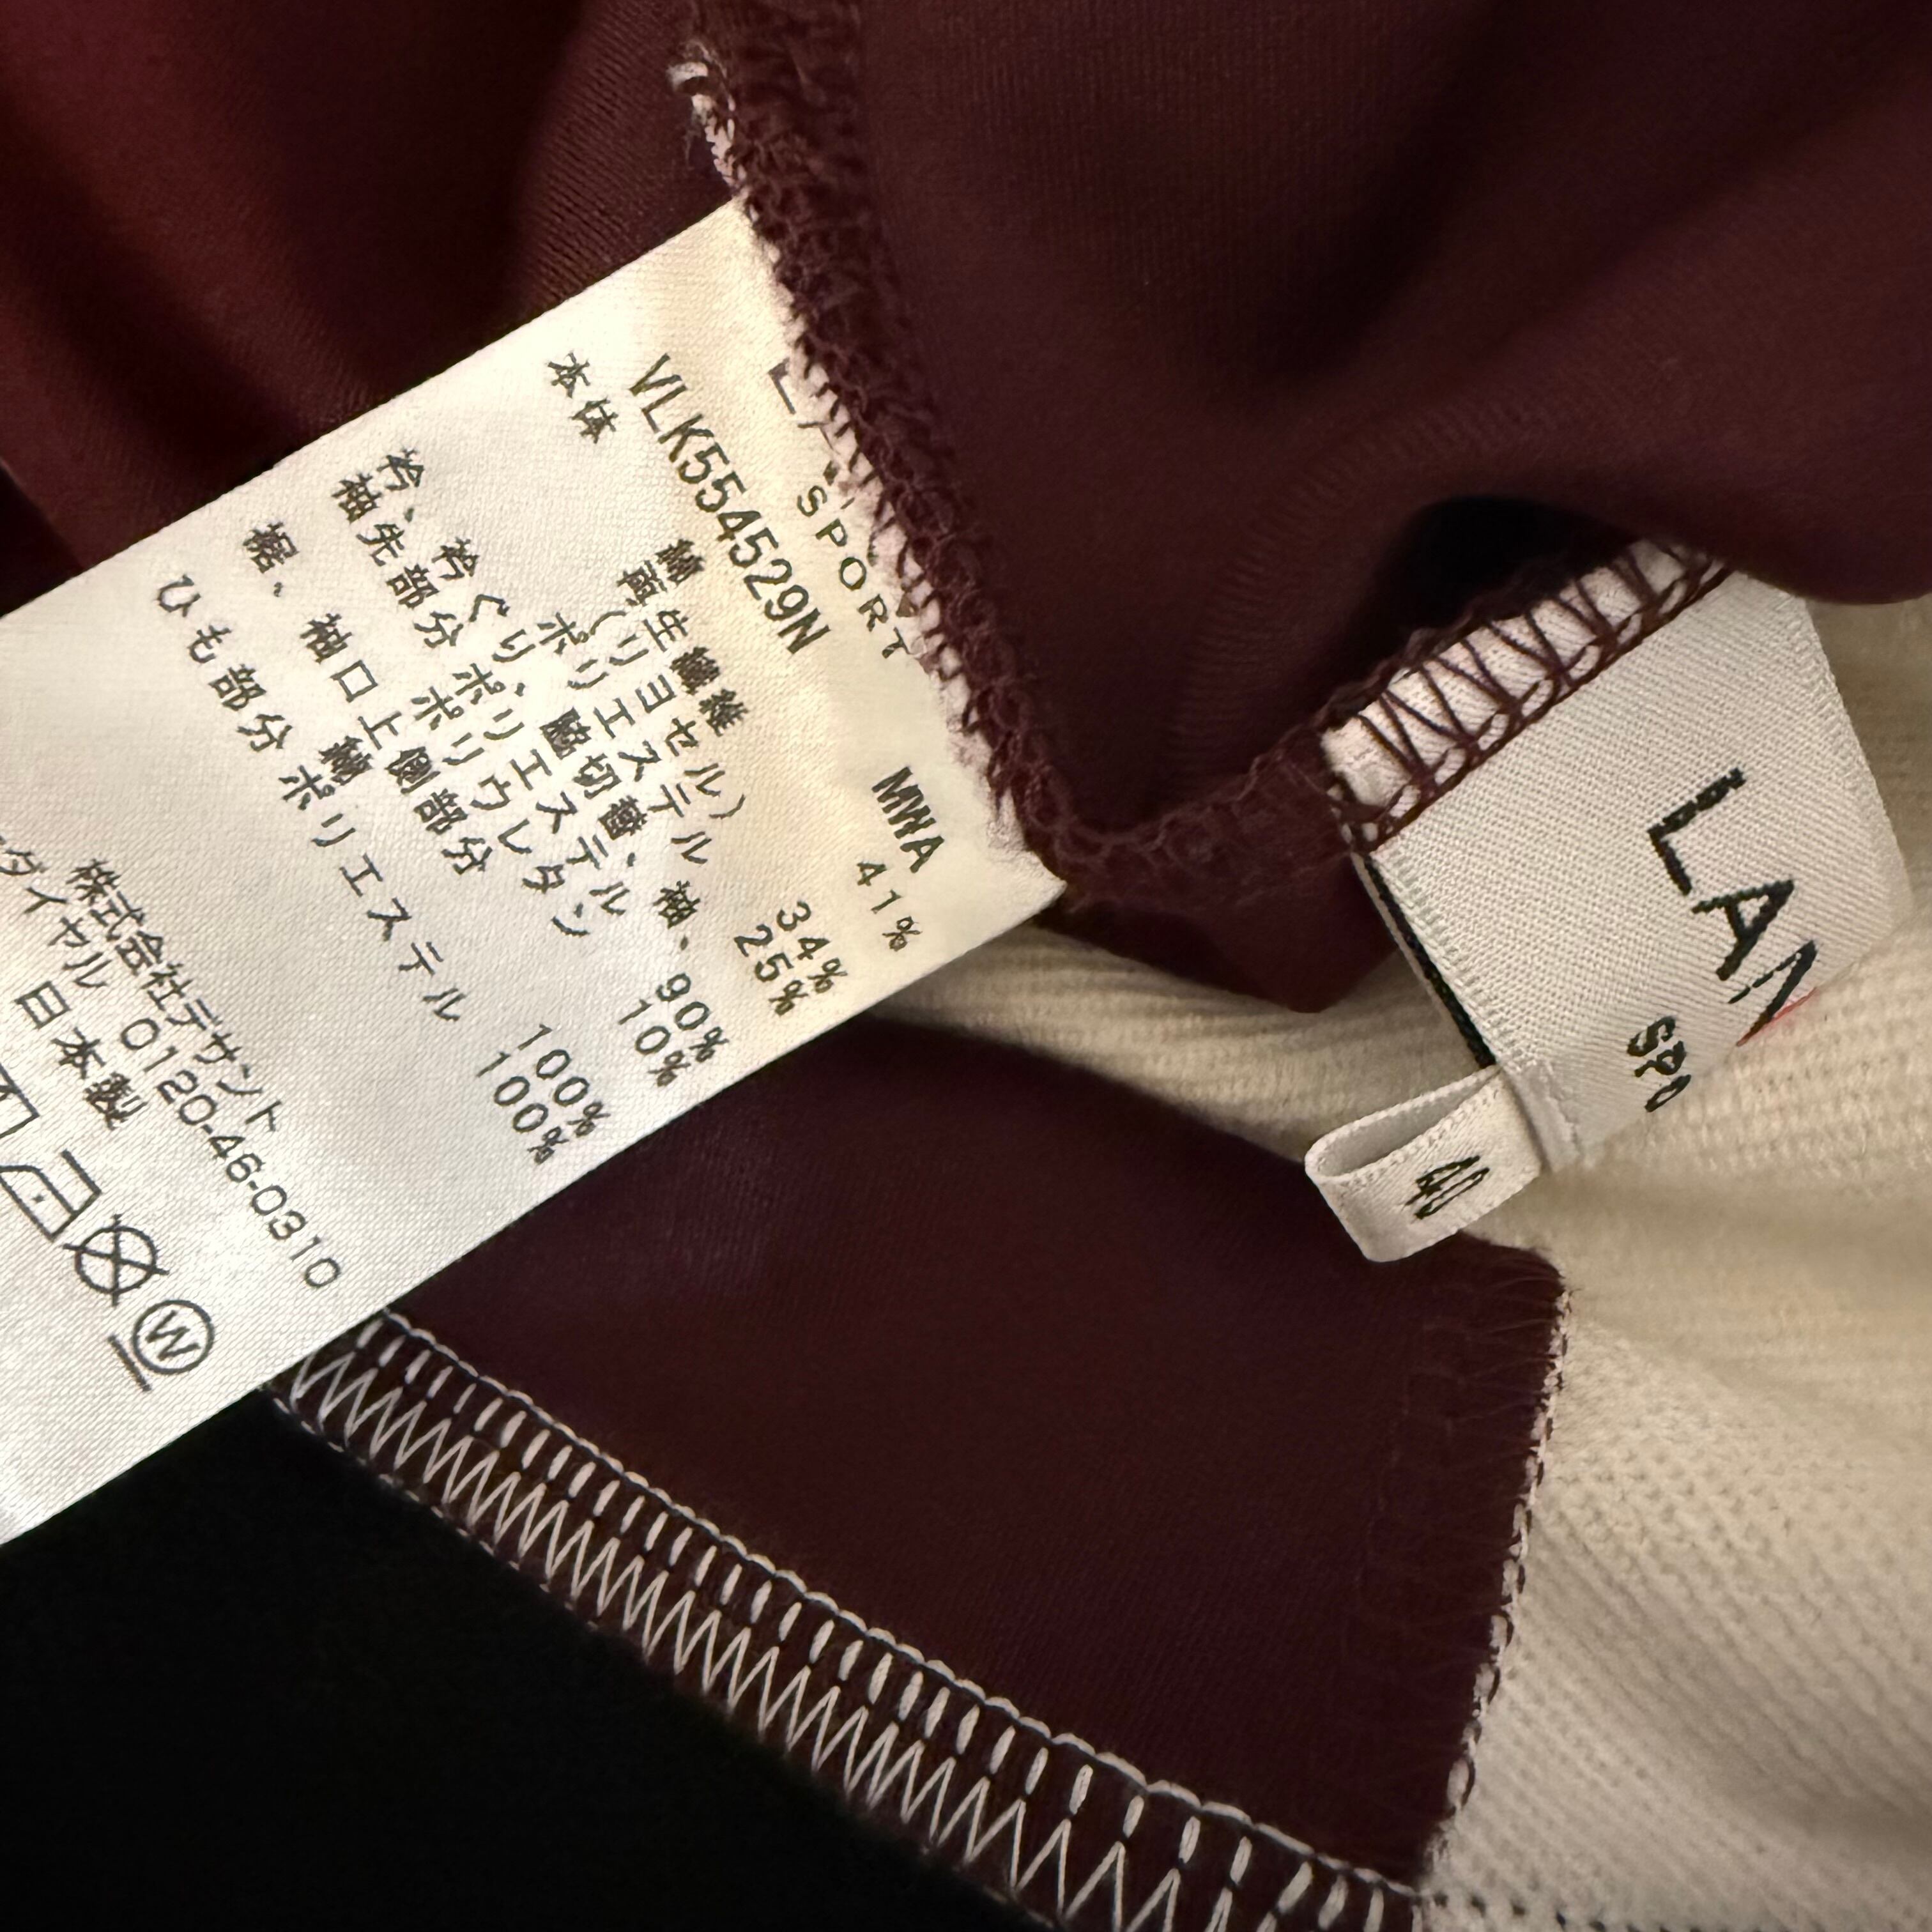 SPORT
VLK554529N MWA
本体 綿 41%
再生繊維(リヨセル) 34%
ポリエステル 25%
衿、衿ぐり、脇切替、袖、
袖先部分 ポリエステル 90%
ポリウレタン 10%
裾、袖口上側部分
綿 100%
ひも部分 ポリエステル 100%
株式会社デサント
ダイヤル 0120-46-0310
日本製
W
LAN
SPO
40